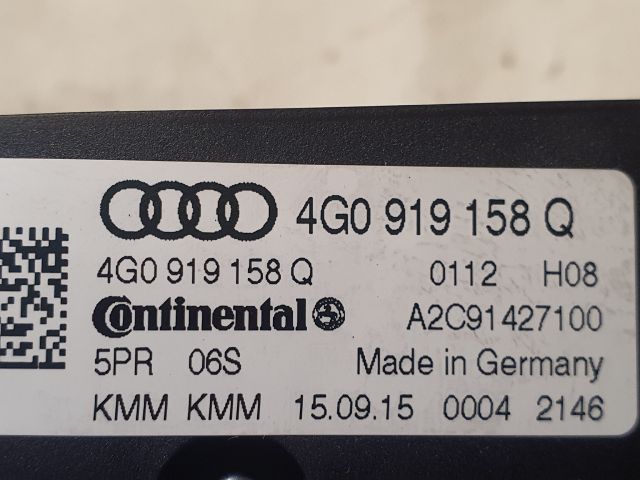 4G0 919 158 Q
4G0 919 158 Q 0112 H08
Continental A2C91427100
5PR 06S Made in Germany
KMM KMM 15.09.15 0004 2146